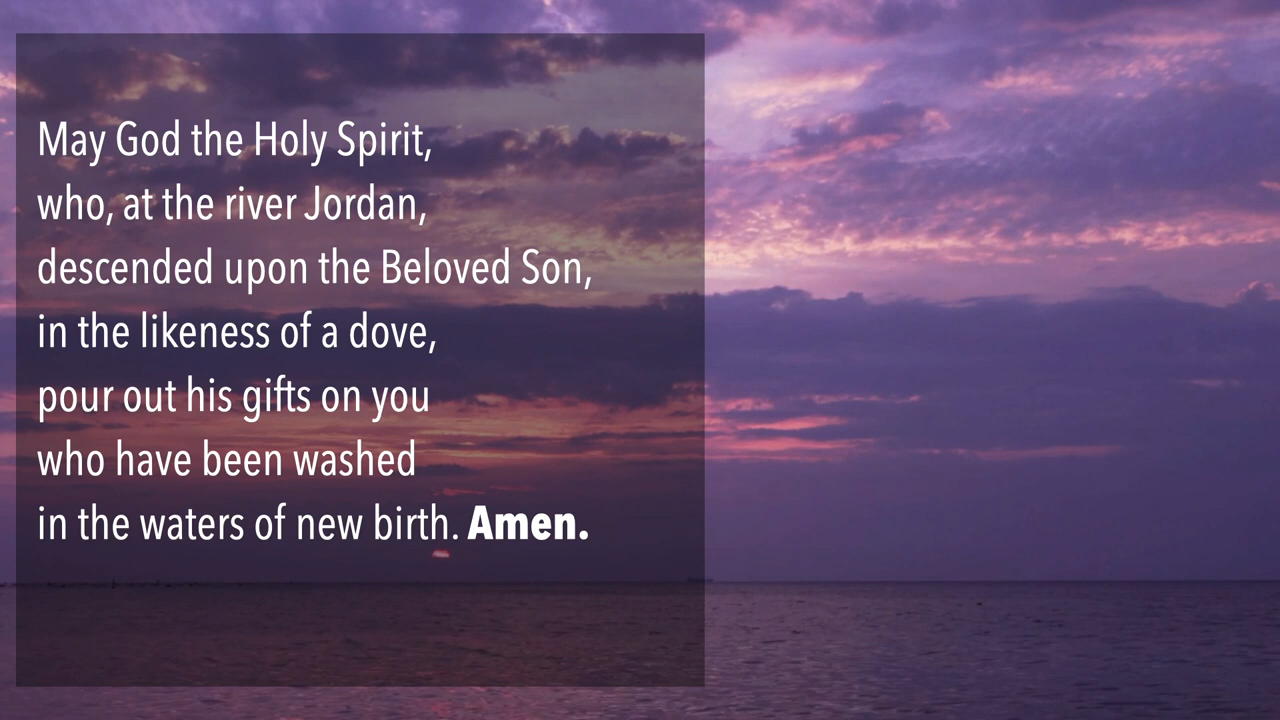 May God the Holy Spirit,
who, at the river Jordan,
descended upon the Beloved Son,
in the likeness of a dove,
pour out his gifts on you
who have been washed
in the waters of new birth. Amen.